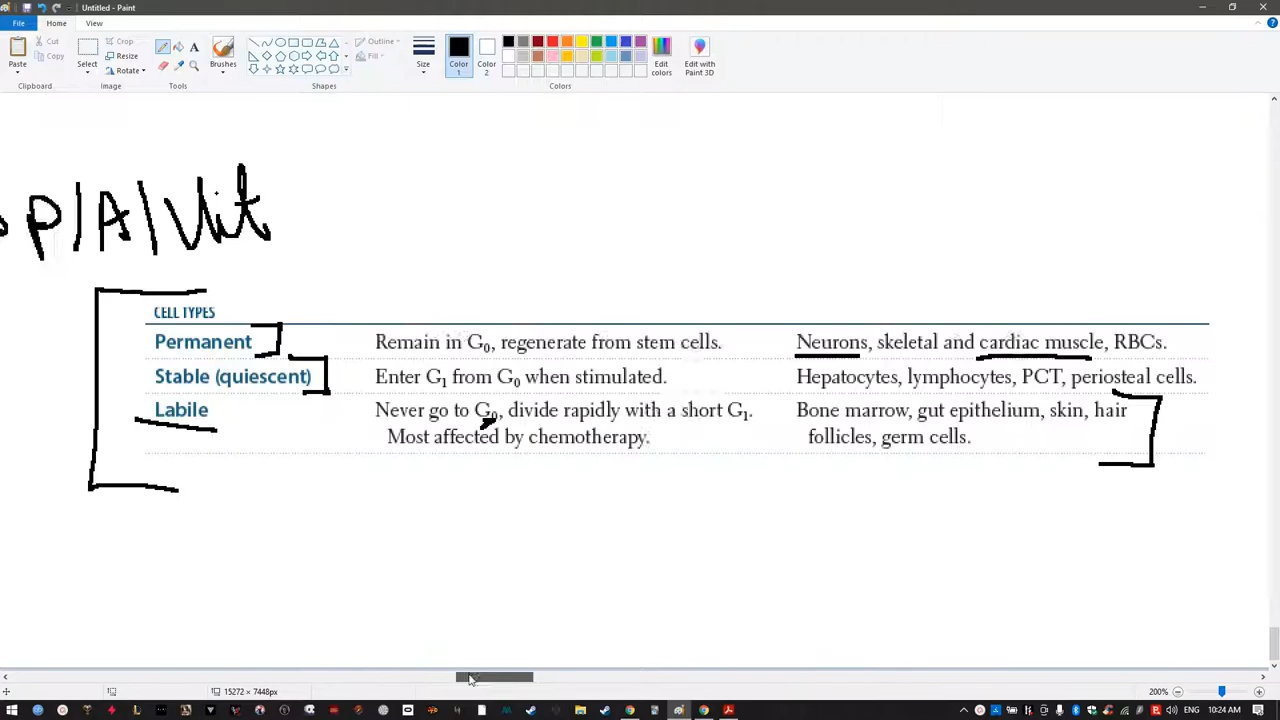 Untitled - Paint
File Home View
Cut Crop Outline
Copy Resize Fill
Paste Select Rotate Brushes Size Color 1 Color 2 Edit colors Edit with Paint 3D
Clipboard Image Tools Shapes Colors
P/A/Vit
CELL TYPES
Permanent Remain in G0, regenerate from stem cells. Neurons, skeletal and cardiac muscle, RBCs.
Stable (quiescent) Enter G1 from G0 when stimulated. Hepatocytes, lymphocytes, PCT, periosteal cells.
Labile Never go to G0, divide rapidly with a short G1. Bone marrow, gut epithelium, skin, hair
Most affected by chemotherapy. follicles, germ cells.
15272 × 7448px 200%
ENG 10:24 AM